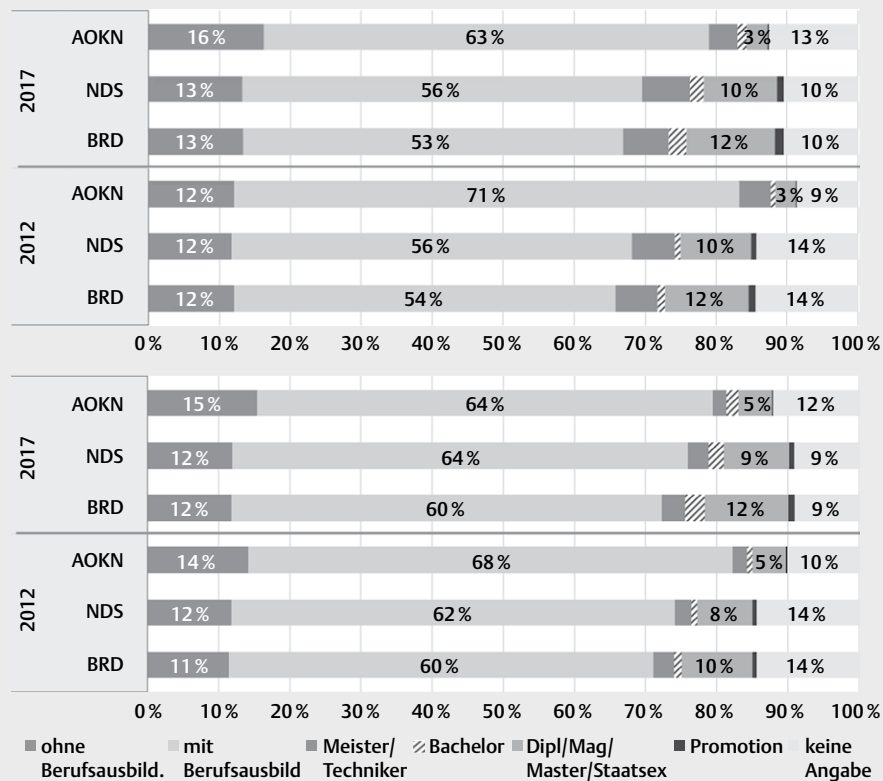 2017
AOKN 16 % 63 % 3 % 13 %
NDS 13 % 56 % 10 % 10 %
BRD 13 % 53 % 12 % 10 %
2012
AOKN 12 % 71 % 3 % 9 %
NDS 12 % 56 % 10 % 14 %
BRD 12 % 54 % 12 % 14 %
0 % 10 % 20 % 30 % 40 % 50 % 60 % 70 % 80 % 90 % 100 %
2017
AOKN 15 % 64 % 5 % 12 %
NDS 12 % 64 % 9 % 9 %
BRD 12 % 60 % 12 % 9 %
2012
AOKN 14 % 68 % 5 % 10 %
NDS 12 % 62 % 8 % 14 %
BRD 11 % 60 % 10 % 14 %
0 % 10 % 20 % 30 % 40 % 50 % 60 % 70 % 80 % 90 % 100 %
ohne mit Meister/ Bachelor Dipl/Mag/ Promotion keine
Berufsausbild. Berufsausbild Techniker Master/Staatsex Angabe